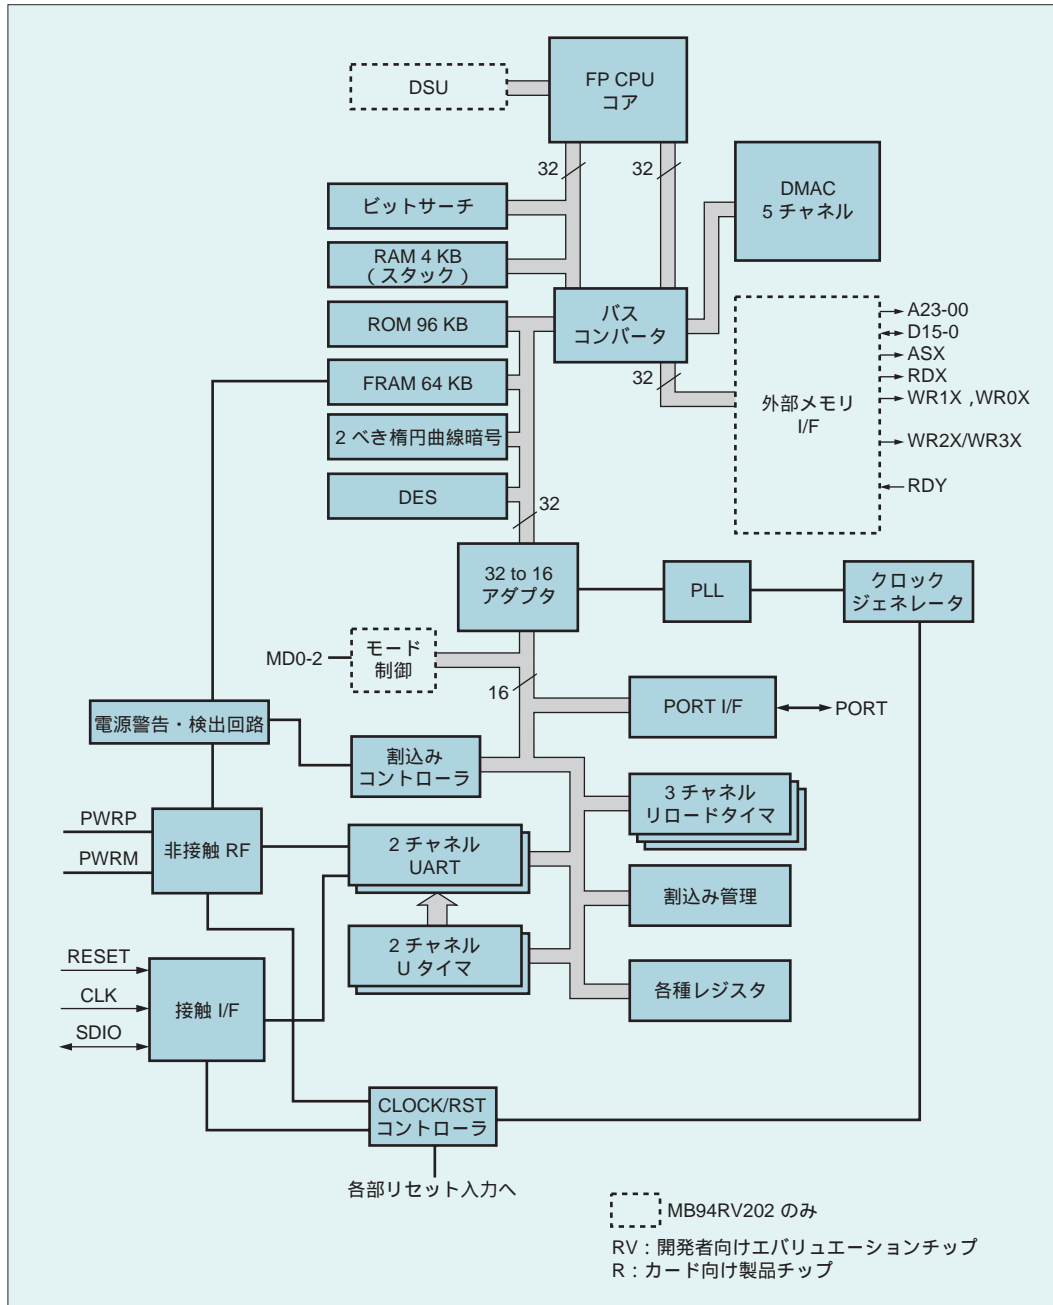 DSU
FP CPU
コア
32
32
DMAC
5 チャネル
ビットサーチ
RAM 4 KB
( スタック )
ROM 96 KB
バス
コンバータ
FRAM 64 KB
32
2 べき楕円曲線暗号
DES
32
外部メモリ
I/F
A23-00
D15-0
ASX
RDX
WR1X ,WR0X
WR2X/WR3X
RDY
32 to 16
アダプタ
PLL
クロック
ジェネレータ
MD0-2
モード
制御
16
PORT I/F
PORT
電源警告・検出回路
割込み
コントローラ
3 チャネル
リロードタイマ
PWRP
PWRM
非接触 RF
2 チャネル
UART
割込み管理
2 チャネル
U タイマ
各種レジスタ
RESET
CLK
SDIO
接触 I/F
CLOCK/RST
コントローラ
各部リセット入力へ
MB94RV202 のみ
RV : 開発者向けエバリュエーションチップ
R : カード向け製品チップ